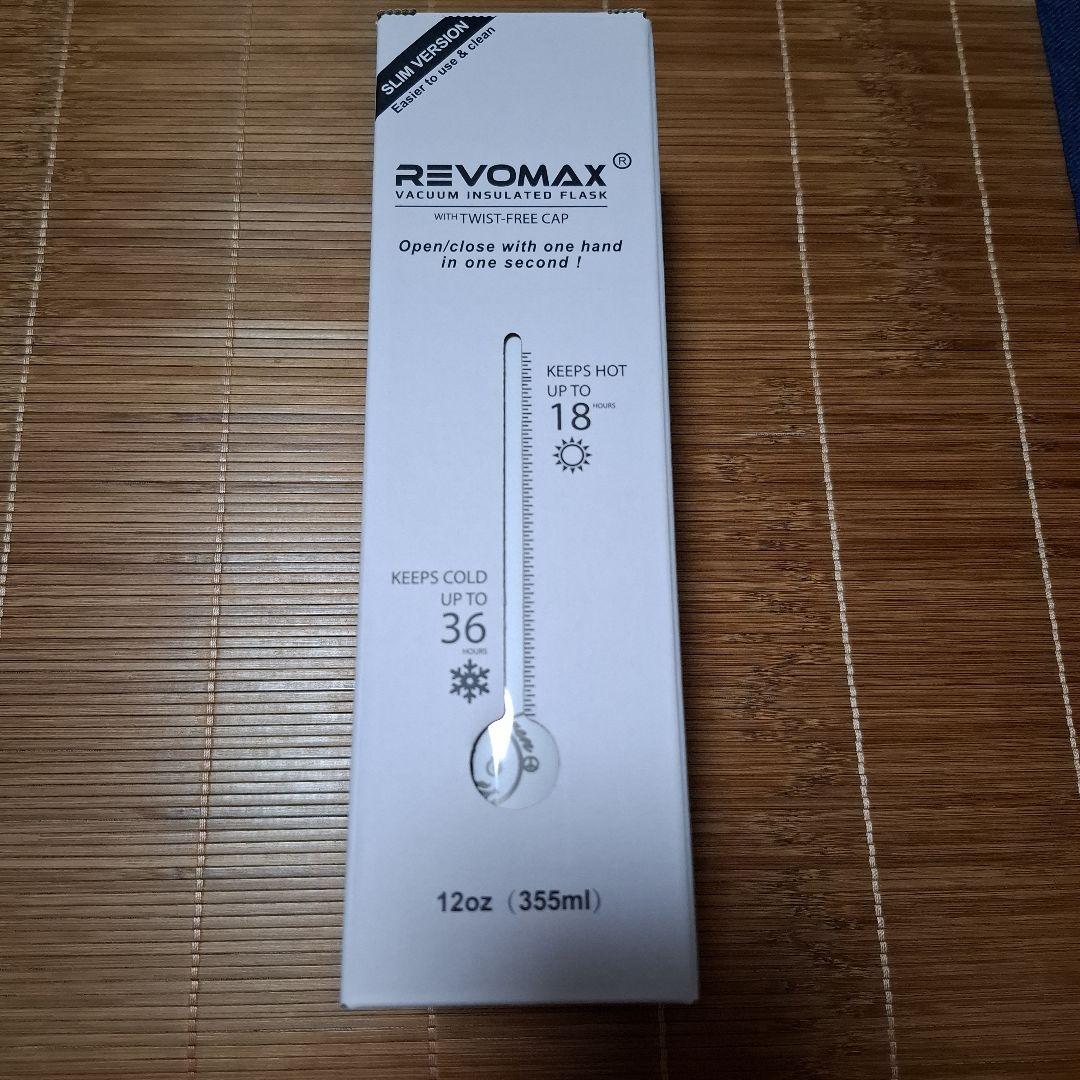 SLIM VERSION
Easier to use & clean
REVOMAX®
VACUUM INSULATED FLASK
WITH TWIST-FREE CAP
Open/close with one hand
in one second !
KEEPS HOT
UP TO
18 HOURS
KEEPS COLD
UP TO
36
HOURS
12oz（355ml）